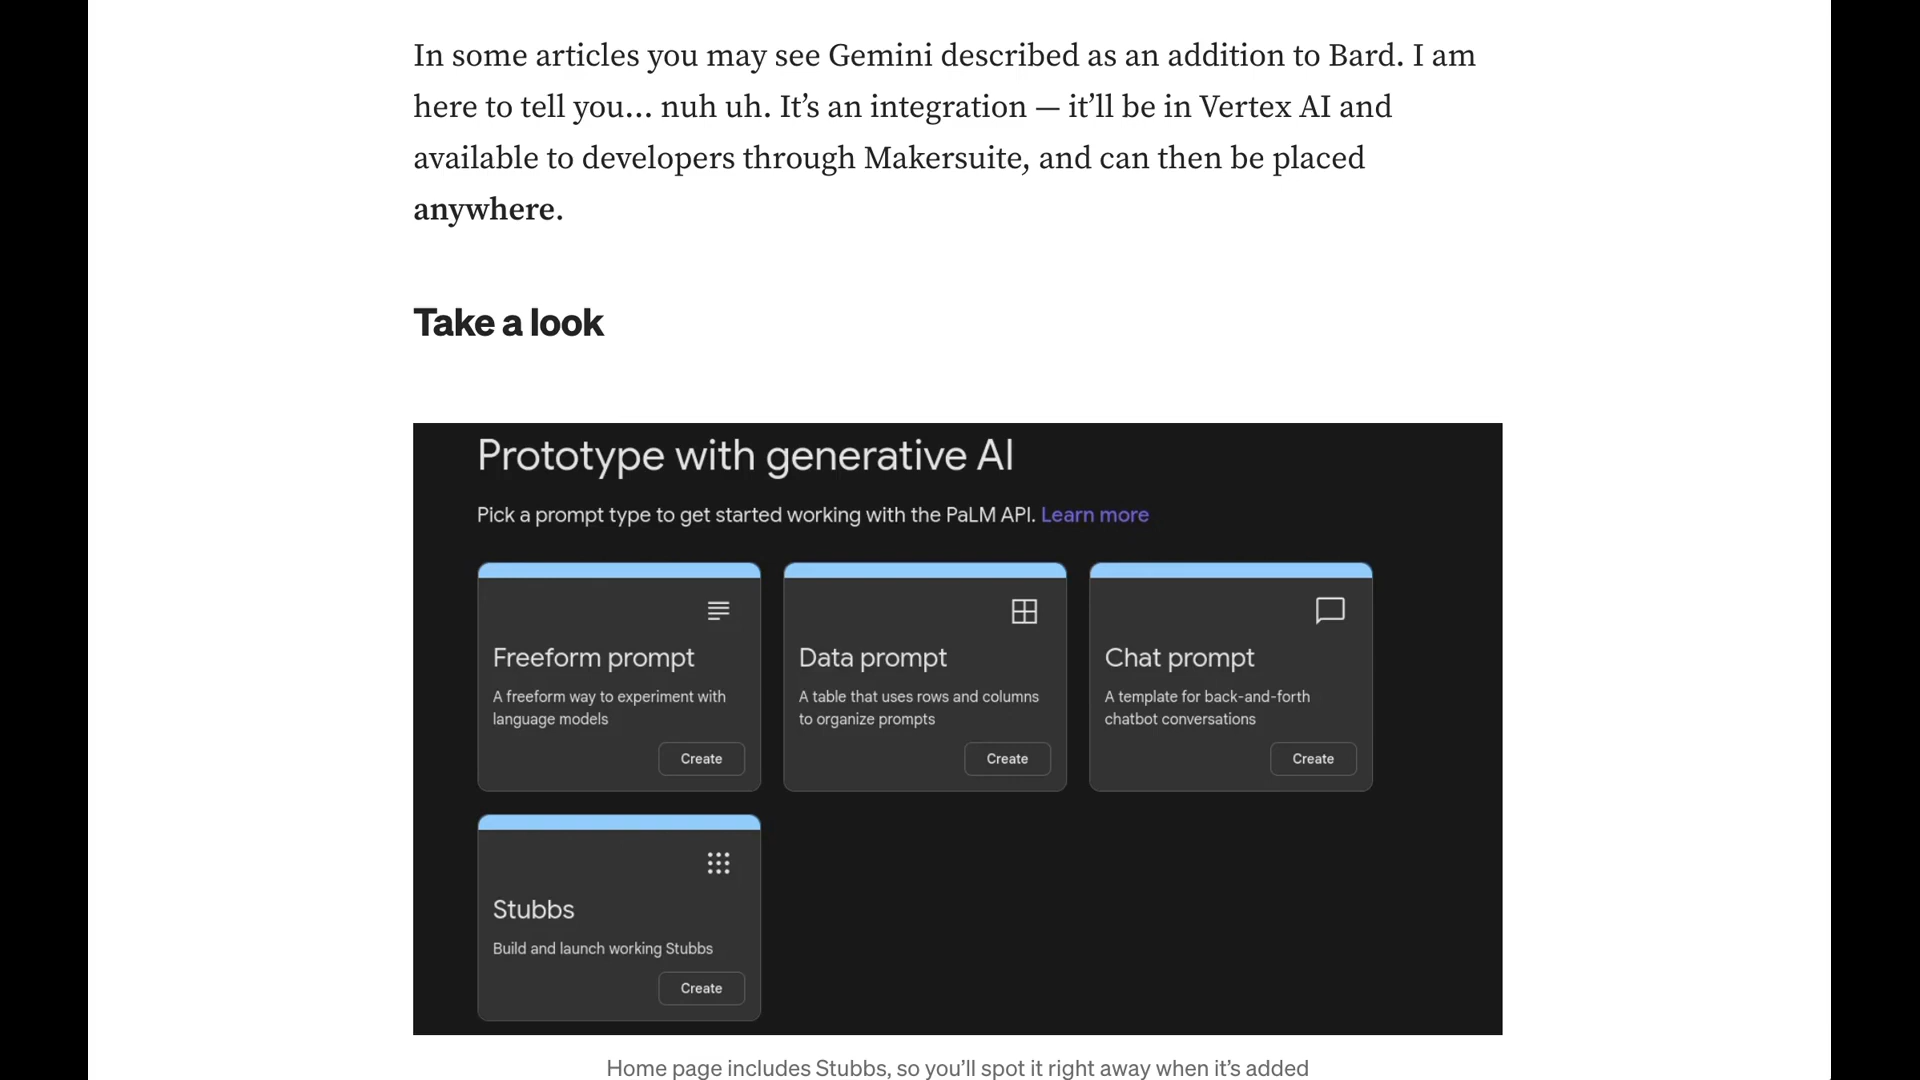 In some articles you may see Gemini described as an addition to Bard. I am
here to tell you… nuh uh. It’s an integration — it’ll be in Vertex AI and
available to developers through Makersuite, and can then be placed
anywhere.
Take a look
Prototype with generative AI
Pick a prompt type to get started working with the PaLM API. Learn more
Freeform prompt
A freeform way to experiment with
language models
Create
Data prompt
A table that uses rows and columns
to organize prompts
Create
Chat prompt
A template for back-and-forth
chatbot conversations
Create
Stubbs
Build and launch working Stubbs
Create
Home page includes Stubbs, so you’ll spot it right away when it’s added